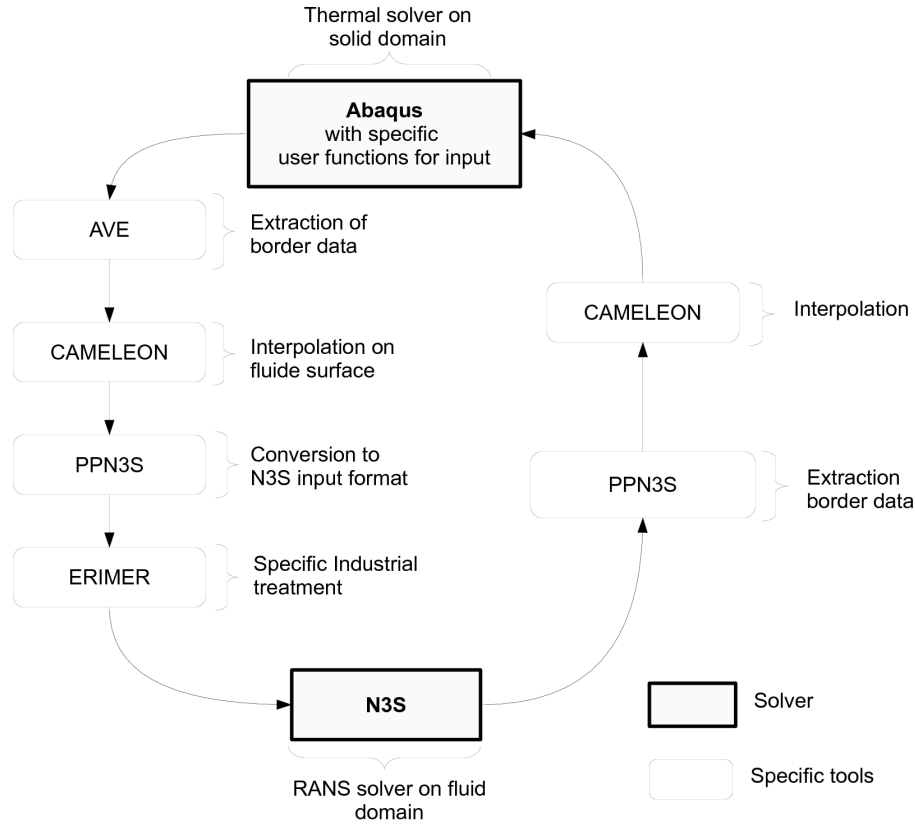 Thermal solver on
solid domain
Abaqus
with specific
user functions for input
AVE
Extraction of
border data
CAMELEON
Interpolation
CAMELEON
Interpolation on
fluide surface
PPN3S
Conversion to
N3S input format
PPN3S
Extraction
border data
ERIMER
Specific Industrial
treatment
N3S
Solver
RANS solver on fluid
domain
Specific tools